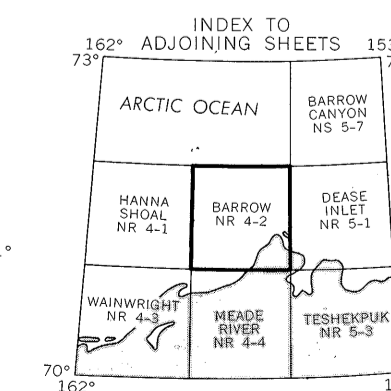 INDEX TO
162° ADJOINING SHEETS 153
73°
ARCTIC OCEAN
BARROW
CANYON
NS 5-7
HANNA
SHOAL
NR 4-1
BARROW
NR 4-2
DEASE
INLET
NR 5-1
WAINWRIGHT
NR 4-3
MEADE
RIVER
NR 4-4
TESHEKPUK
NR 5-3
70°
162°